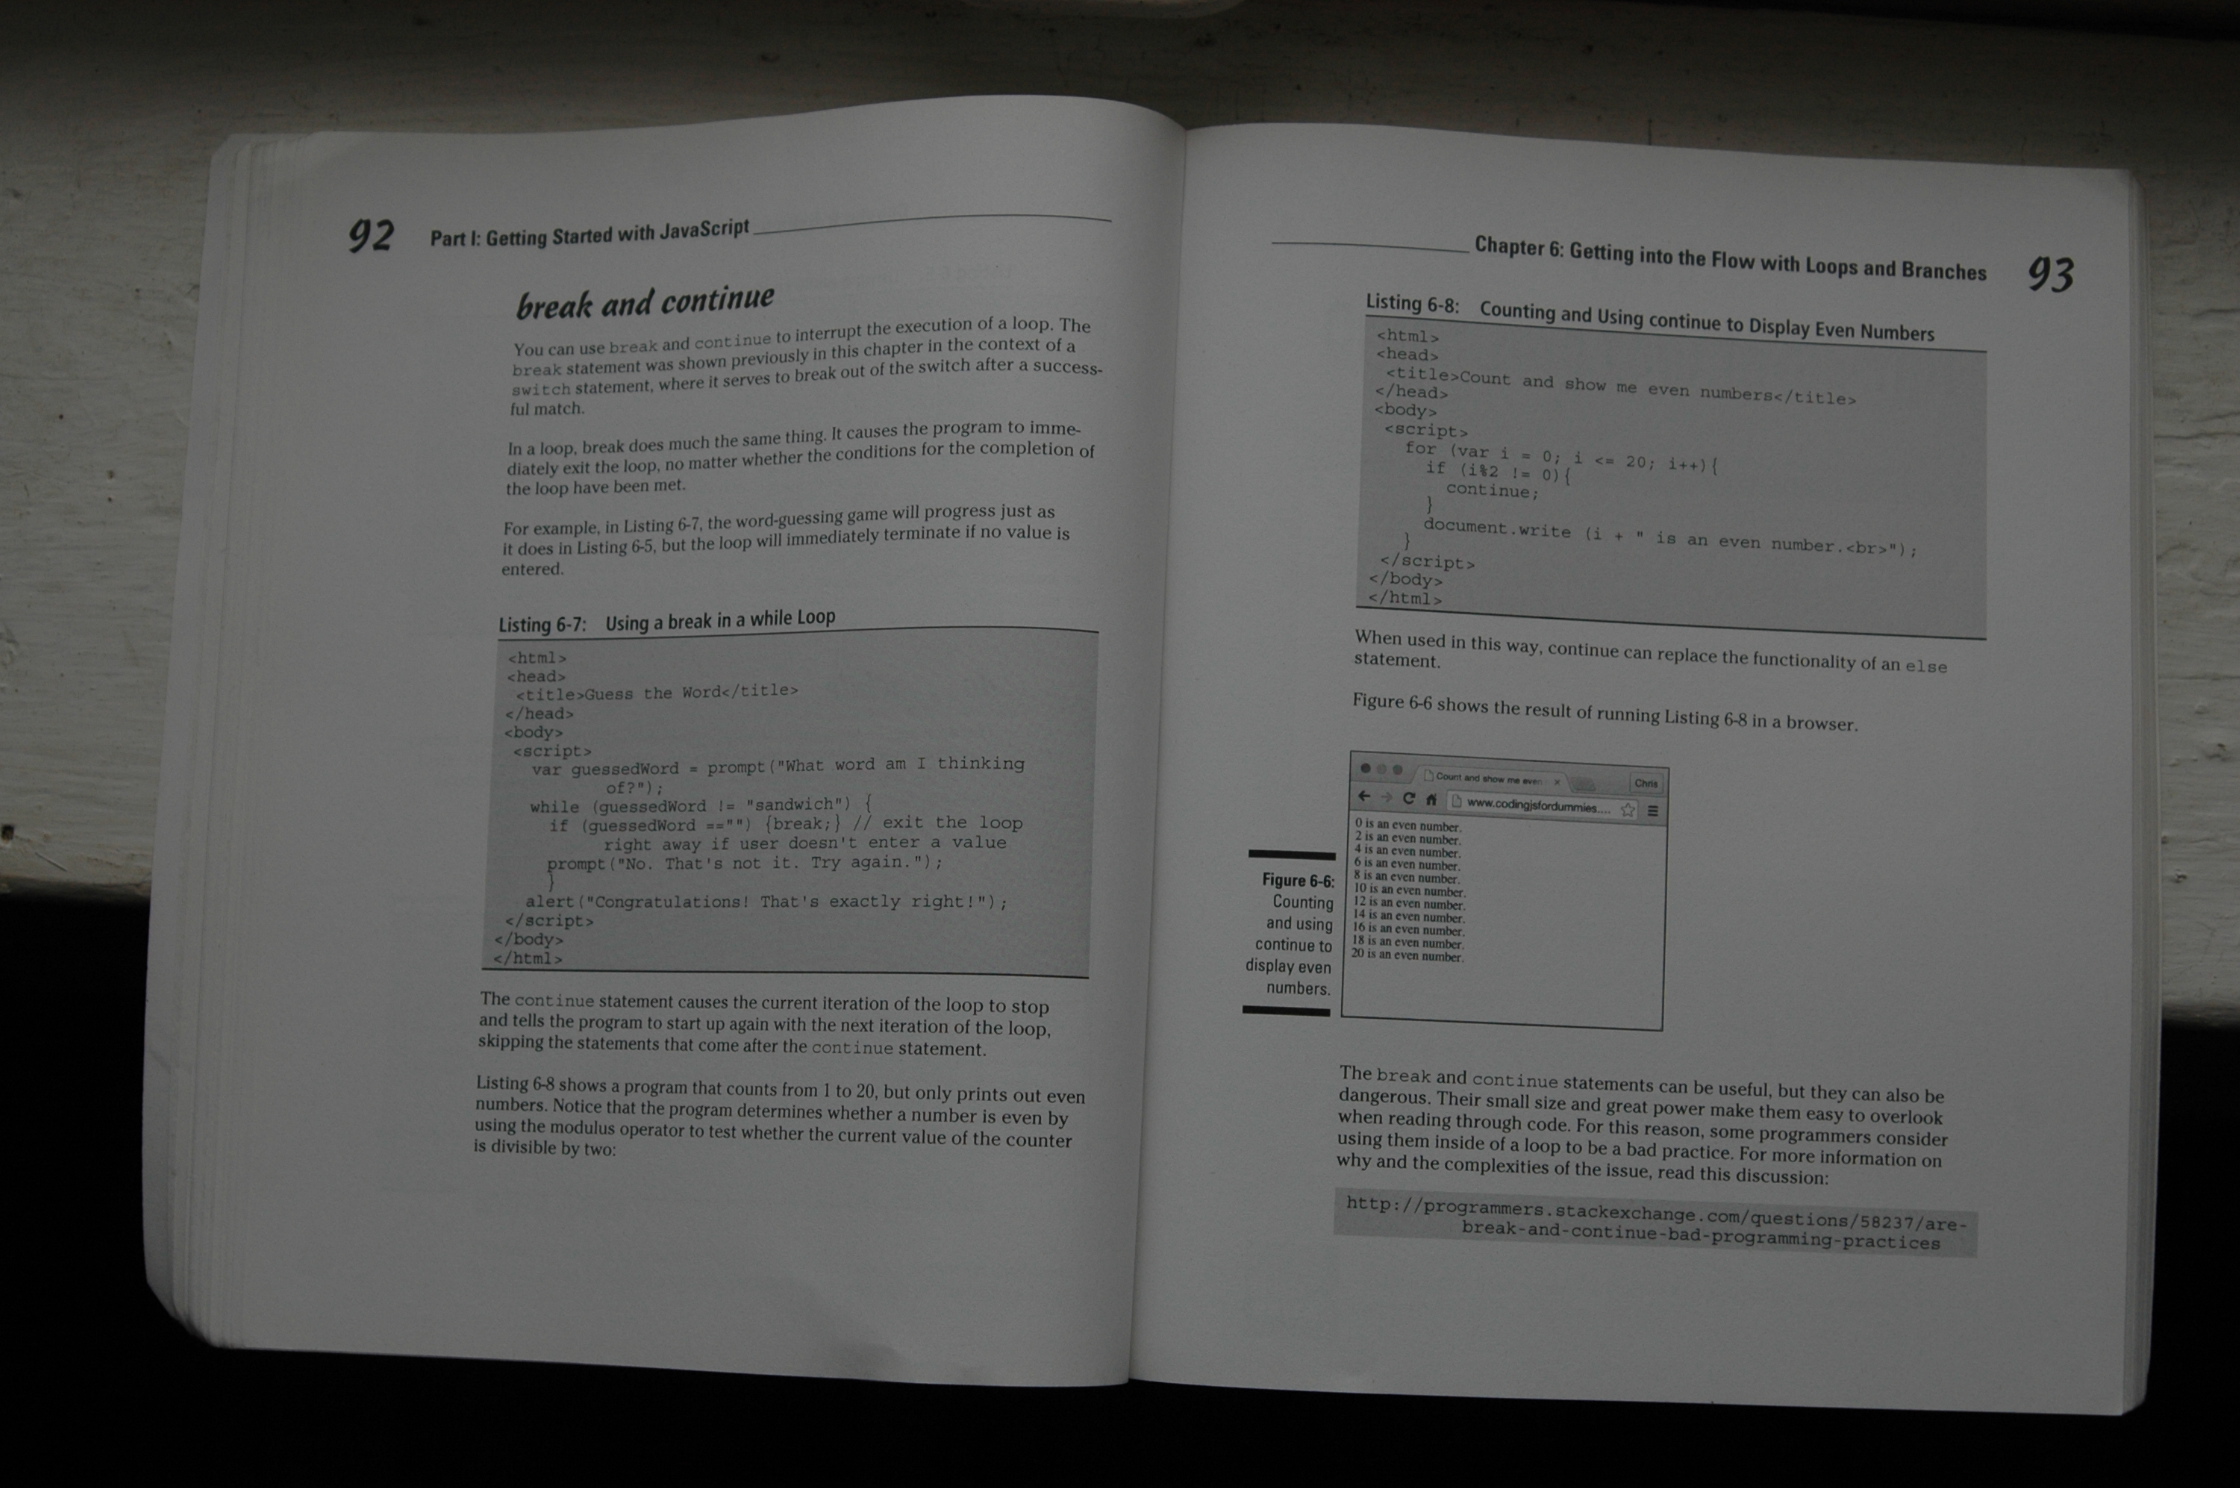 92 Part I: Getting Started with JavaScript
break and continue
You can use break and continue to interrupt the execution of a loop. The
break statement was shown previously in this chapter in the context of a
switch statement, where it serves to break out of the switch after a success-
ful match.
In a loop, break does much the same thing. It causes the program to imme-
diately exit the loop, no matter whether the conditions for the completion of
the loop have been met.
For example, in Listing 6-7, the word-guessing game will progress just as
it does in Listing 6-5, but the loop will immediately terminate if no value is
entered.
Listing 6-7: Using a break in a while Loop
<html>
<head>
<title>Guess the Word</title>
</head>
<body>
<script>
var guessedWord = prompt("What word am I thinking
of?");
while (guessedWord != "sandwich") {
if (guessedWord =="") {break;} // exit the loop
right away if user doesn't enter a value
prompt("No. That's not it. Try again.");
}
alert("Congratulations! That's exactly right!");
</script>
</body>
</html>
The continue statement causes the current iteration of the loop to stop
and tells the program to start up again with the next iteration of the loop,
skipping the statements that come after the continue statement.
Listing 6-8 shows a program that counts from 1 to 20, but only prints out even
numbers. Notice that the program determines whether a number is even by
using the modulus operator to test whether the current value of the counter
is divisible by two:
Chapter 6: Getting into the Flow with Loops and Branches 93
Listing 6-8: Counting and Using continue to Display Even Numbers
<html>
<head>
<title>Count and show me even numbers</title>
</head>
<body>
<script>
for (var i = 0; i <= 20; i++){
if (i%2 != 0){
continue;
}
document.write (i + " is an even number.<br>");
}
</script>
</body>
</html>
When used in this way, continue can replace the functionality of an else
statement.
Figure 6-6 shows the result of running Listing 6-8 in a browser.
Count and show me even x Chris
www.codingjsfordummies....
0 is an even number.
2 is an even number.
4 is an even number.
6 is an even number.
8 is an even number.
10 is an even number.
12 is an even number.
14 is an even number.
16 is an even number.
18 is an even number.
20 is an even number.
Figure 6-6:
Counting
and using
continue to
display even
numbers.
The break and continue statements can be useful, but they can also be
dangerous. Their small size and great power make them easy to overlook
when reading through code. For this reason, some programmers consider
using them inside of a loop to be a bad practice. For more information on
why and the complexities of the issue, read this discussion:
http://programmers.stackexchange.com/questions/58237/are-
break-and-continue-bad-programming-practices